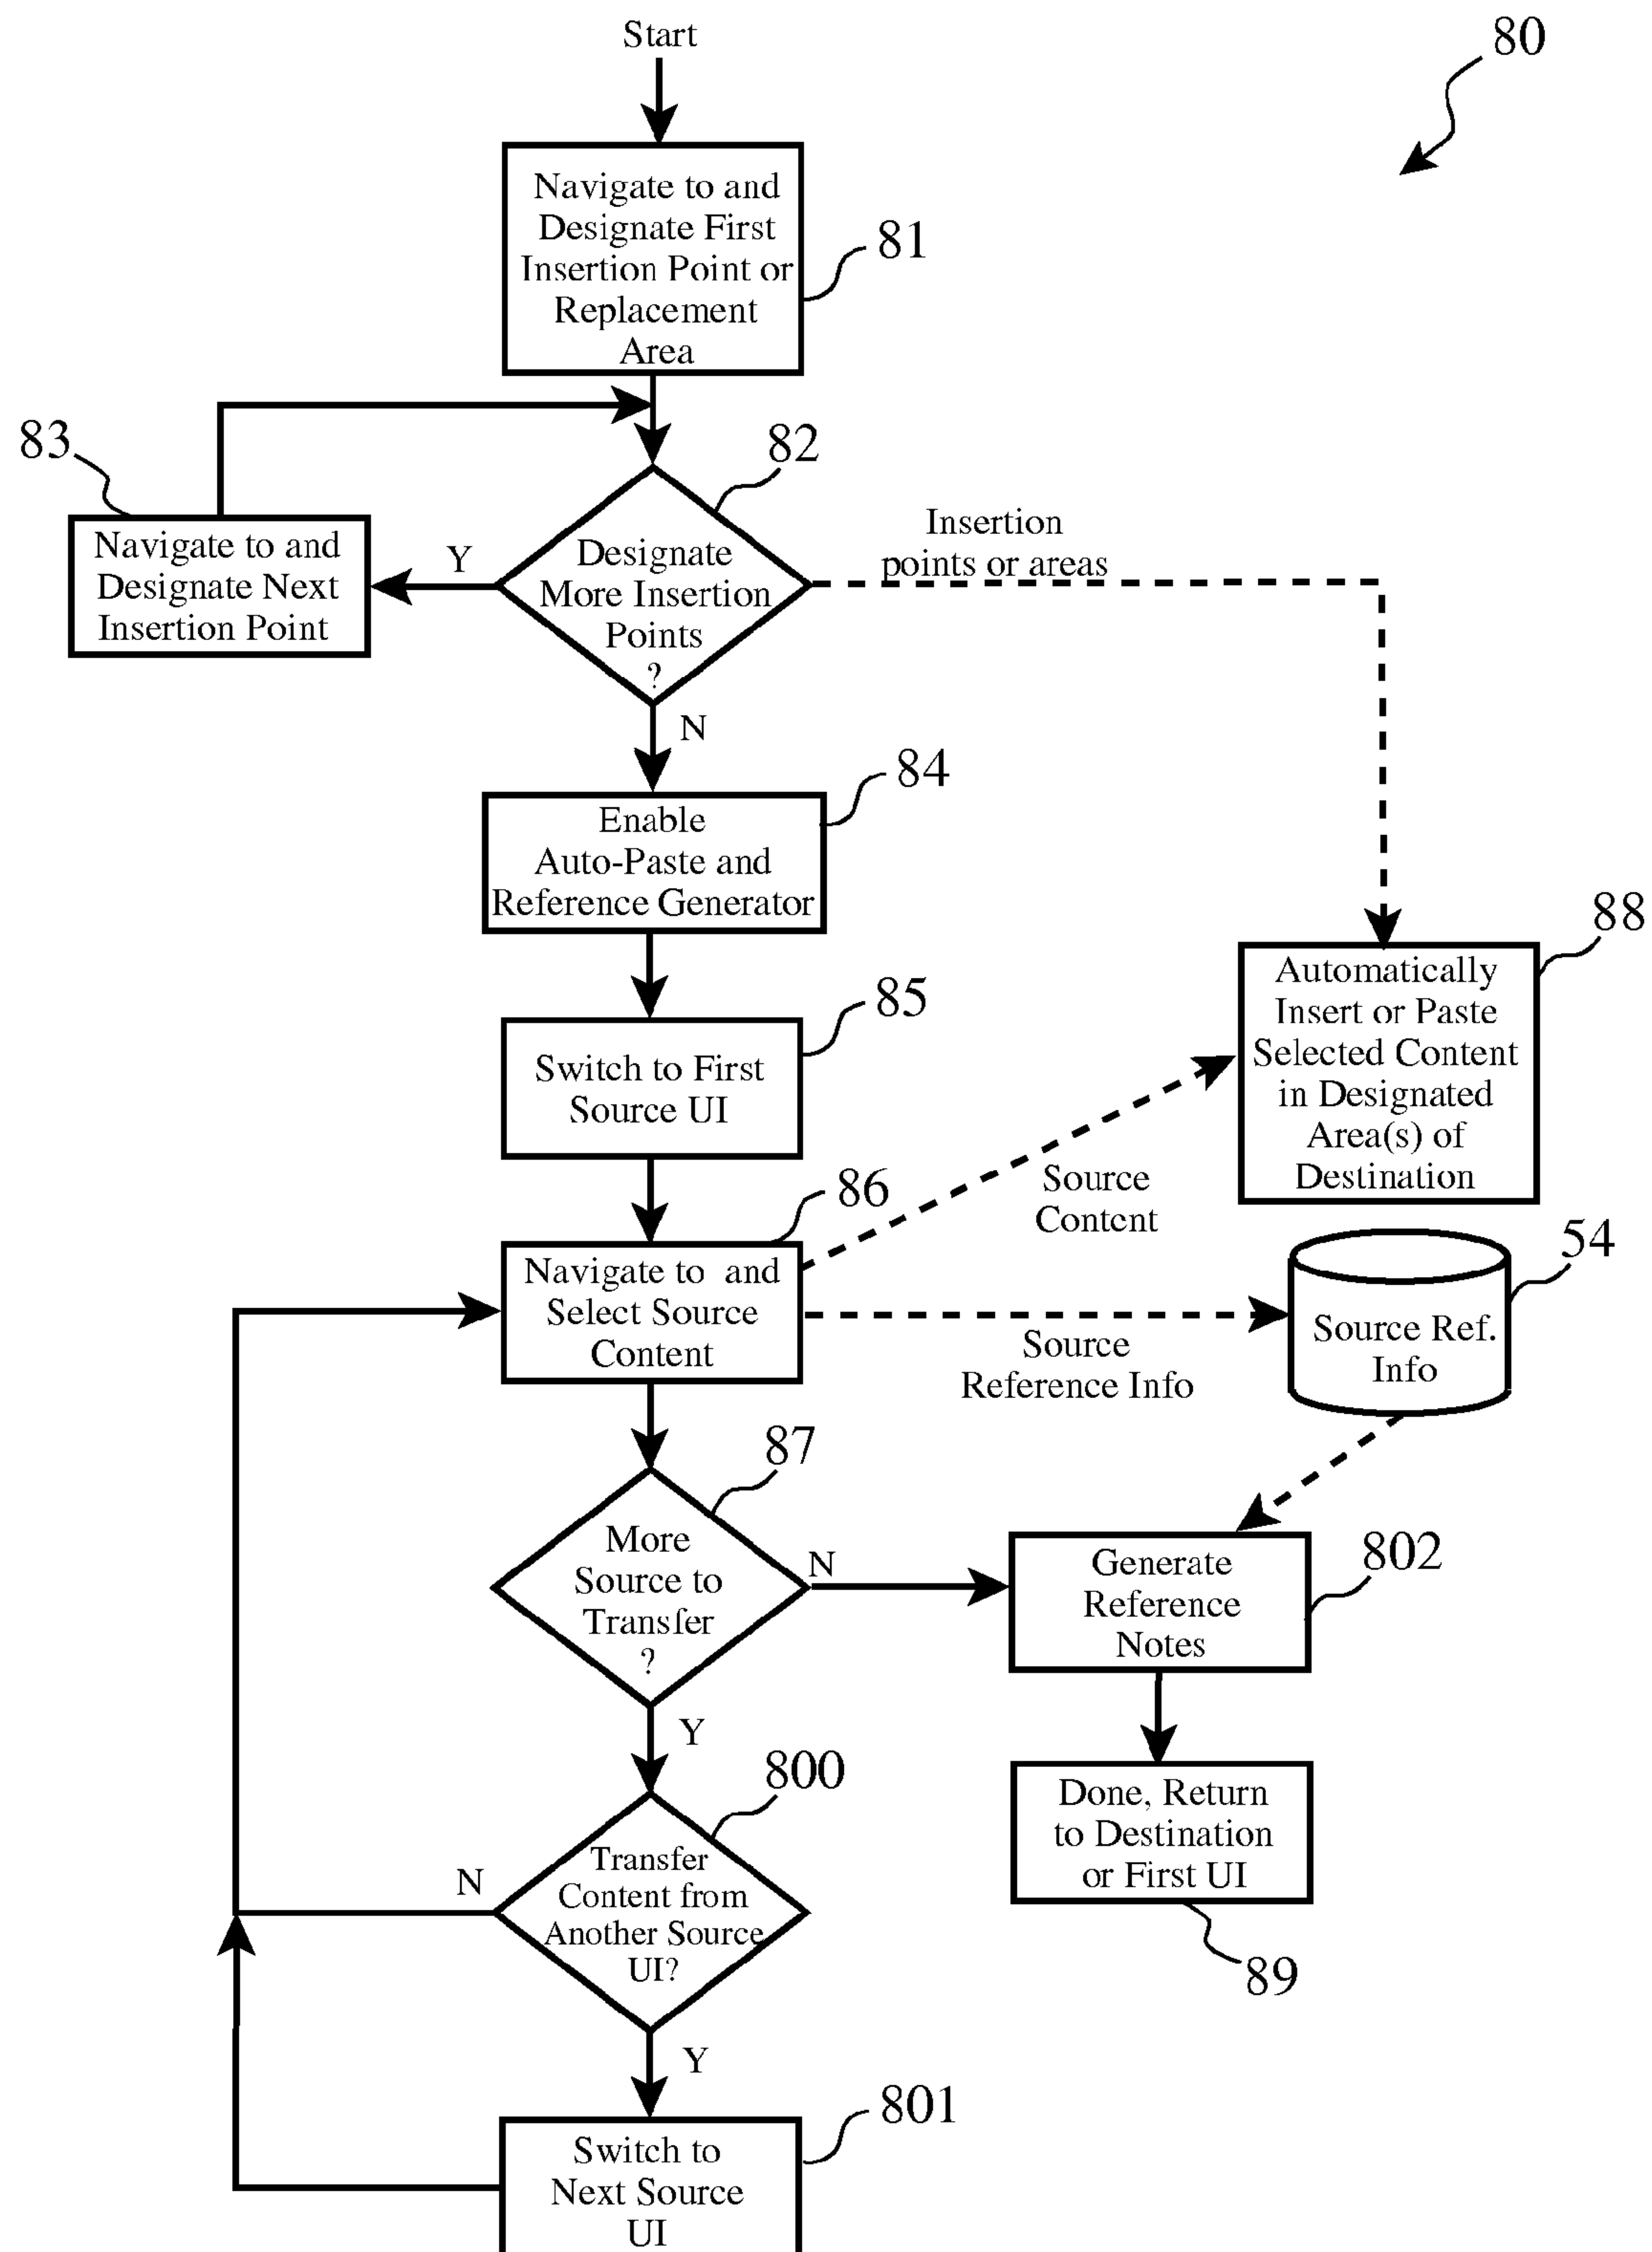 Start
80
Navigate to and
Designate First
Insertion Point or
Replacement
Area
81
83
82
Navigate to and
Designate Next
Insertion Point
Y
Designate
More Insertion
Points
?
Insertion
points or areas
N
84
Enable
Auto-Paste and
Reference Generator
88
Automatically
Insert or Paste
Selected Content
in Designated
Area(s) of
Destination
85
Switch to First
Source UI
86
Source
Content
Navigate to and
Select Source
Content
54
Source Ref.
Info
Source
Reference Info
87
More
Source to
Transfer
?
N
Generate
Reference
Notes
802
Y
800
Done, Return
to Destination
or First UI
89
Transfer
Content from
Another Source
UI?
N
Y
801
Switch to
Next Source
UI